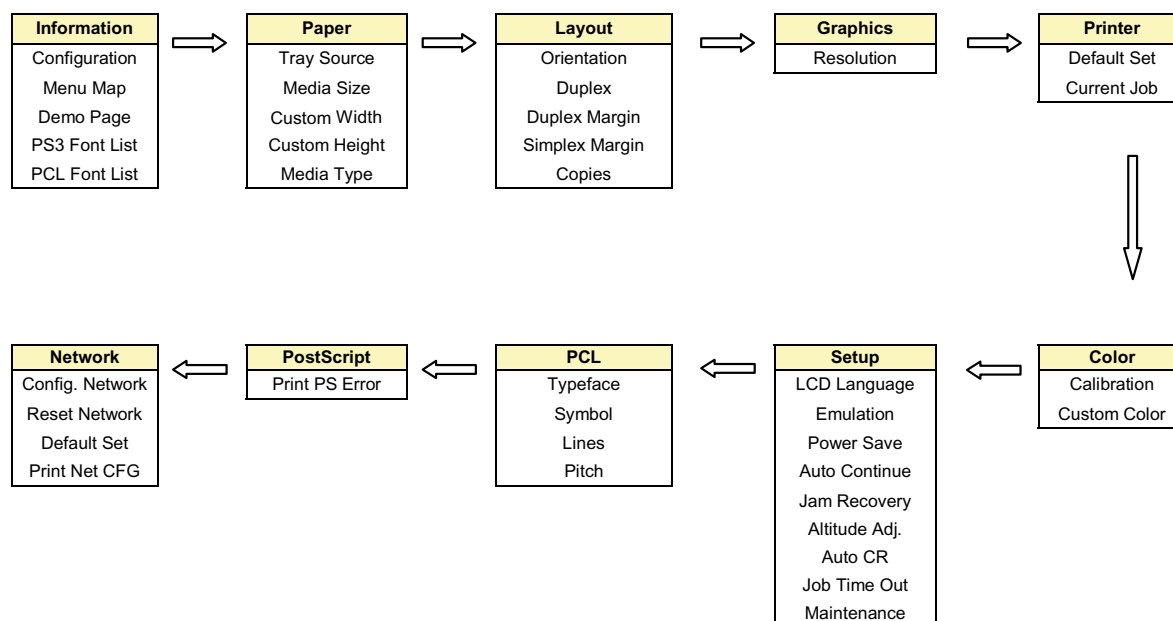 Information
Configuration
Menu Map
Demo Page
PS3 Font List
PCL Font List
Paper
Tray Source
Media Size
Custom Width
Custom Height
Media Type
Layout
Orientation
Duplex
Duplex Margin
Simplex Margin
Copies
Graphics
Resolution
Printer
Default Set
Current Job
Color
Calibration
Custom Color
Setup
LCD Language
Emulation
Power Save
Auto Continue
Jam Recovery
Altitude Adj.
Auto CR
Job Time Out
Maintenance
PCL
Typeface
Symbol
Lines
Pitch
PostScript
Print PS Error
Network
Config. Network
Reset Network
Default Set
Print Net CFG